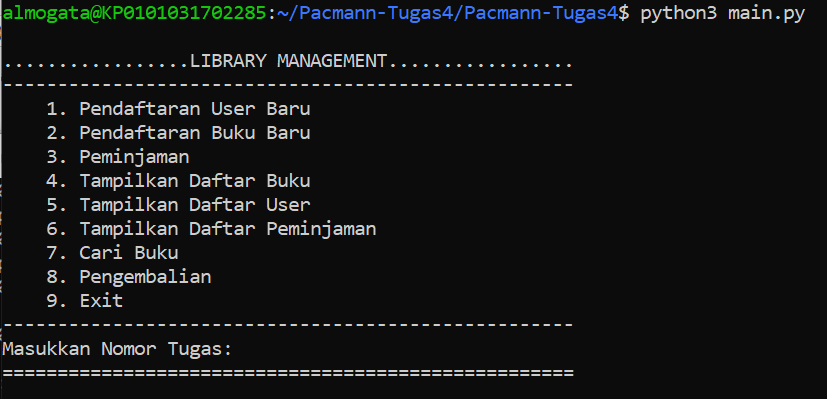 almogata@KP0101031702285:~/Pacmann-Tugas4/Pacmann-Tugas4$ python3 main.py
.................LIBRARY MANAGEMENT.................
----------------------------------------------------
1. Pendaftaran User Baru
2. Pendaftaran Buku Baru
3. Peminjaman
4. Tampilkan Daftar Buku
5. Tampilkan Daftar User
6. Tampilkan Daftar Peminjaman
7. Cari Buku
8. Pengembalian
9. Exit
----------------------------------------------------
Masukkan Nomor Tugas:
====================================================